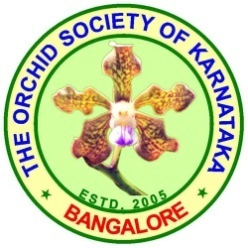 THE ORCHID SOCIETY OF KARNATAKA
ESTD. 2005
BANGALORE